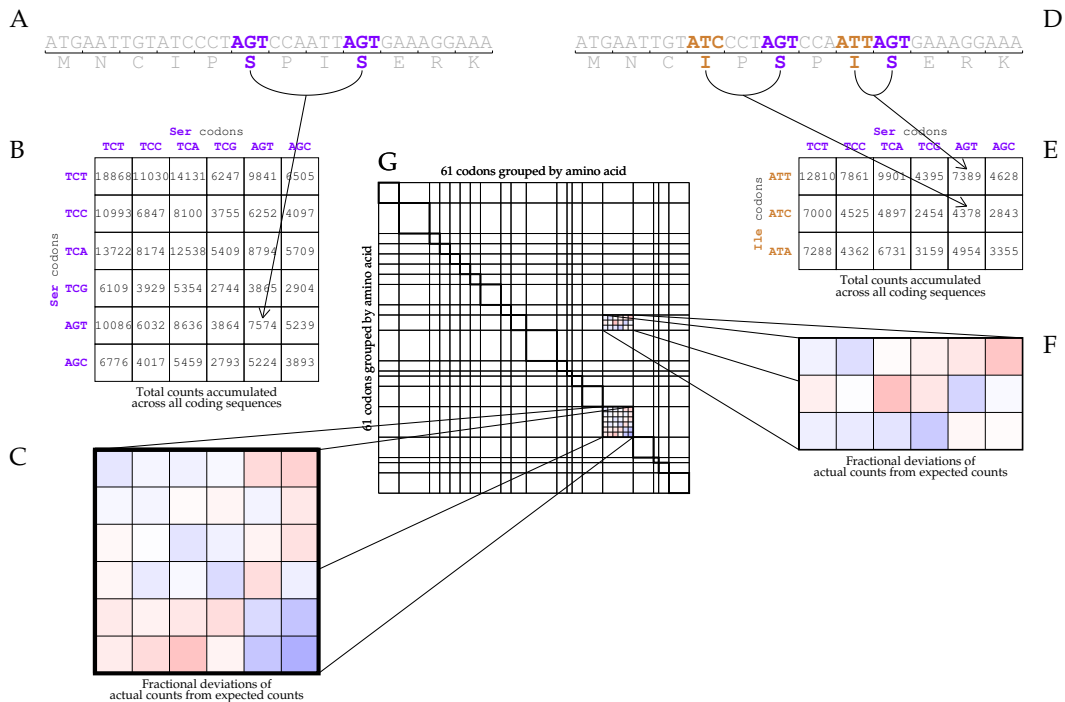 A
D
ATGAATTGTATCCCTAGTCCAATTAGTGAAAGGAAA
M N C I P S P I S E R K
ATGAATTGTATCCCTAGTCCAATTAGTGAAAGGAAA
M N C I P S P I S E R K
B
Ser codons
TCT TCC TCA TCG AGT AGC
Ser codons
TCT 18868 11030 14131 6247 9841 6505
TCC 10993 6847 8100 3755 6252 4097
TCA 13722 8174 12538 5409 8794 5709
TCG 6109 3929 5354 2744 3865 2904
AGT 10086 6032 8636 3864 7574 5239
AGC 6776 4017 5459 2793 5224 3893
Total counts accumulated
across all coding sequences
G
61 codons grouped by amino acid
61 codons grouped by amino acid
E
Ser codons
TCT TCC TCA TCG AGT AGC
Ile codons
ATT 12810 7861 9901 4395 7389 4628
ATC 7000 4525 4897 2454 4378 2843
ATA 7288 4362 6731 3159 4954 3355
Total counts accumulated
across all coding sequences
F
Fractional deviations of
actual counts from expected counts
C
Fractional deviations of
actual counts from expected counts